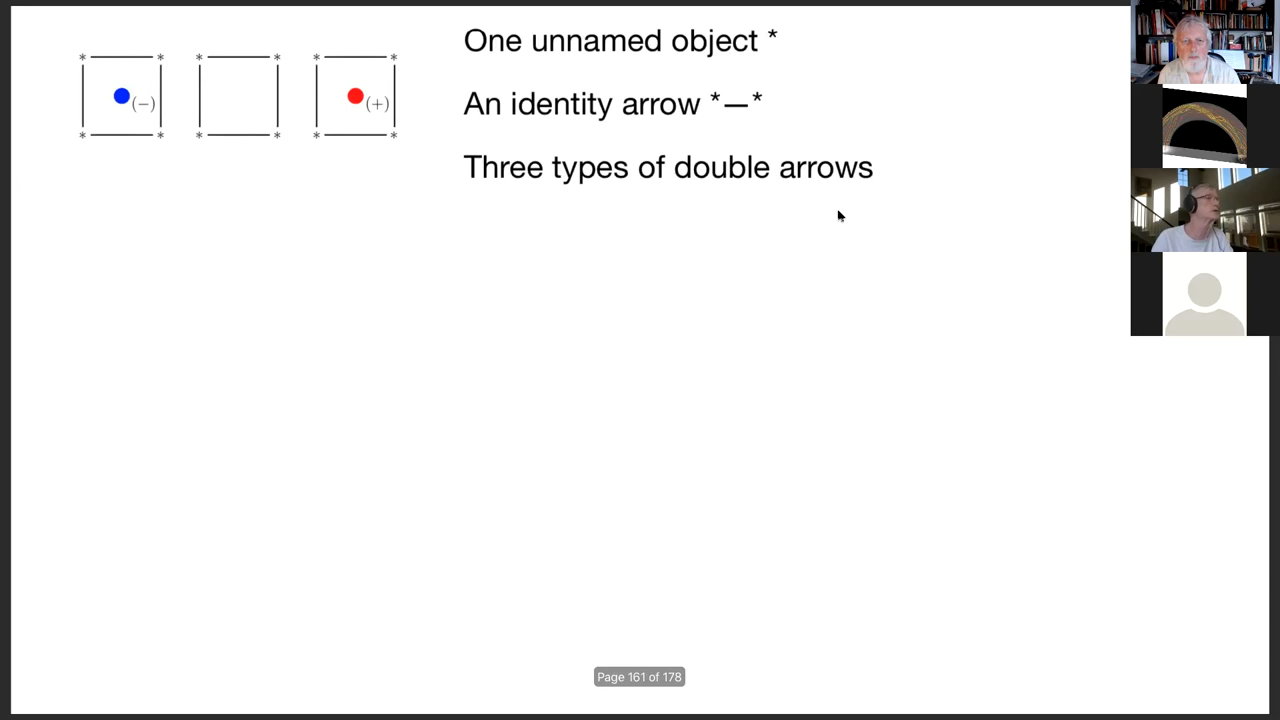 * — * * — * * — *
(−) (+)
* — * * — * * — *
One unnamed object *
An identity arrow *—*
Three types of double arrows
Page 161 of 178